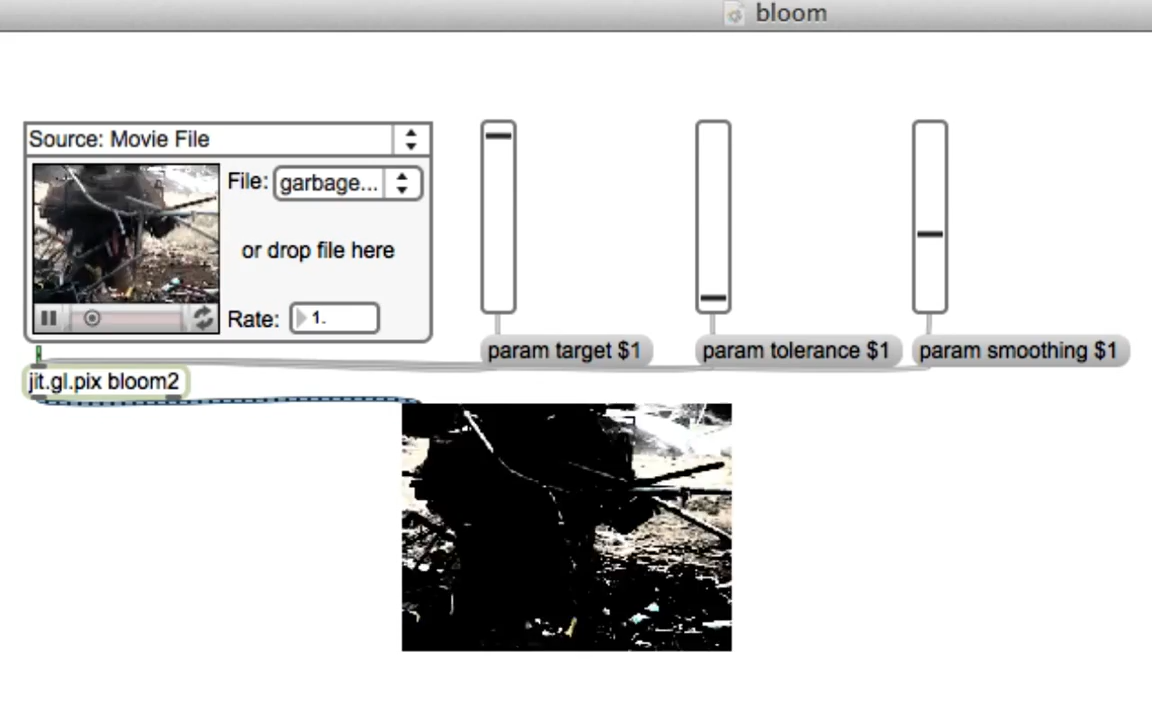 bloom
Source: Movie File
File: garbage...
or drop file here
Rate: 1.
param target $1
param tolerance $1
param smoothing $1
jit.gl.pix bloom2